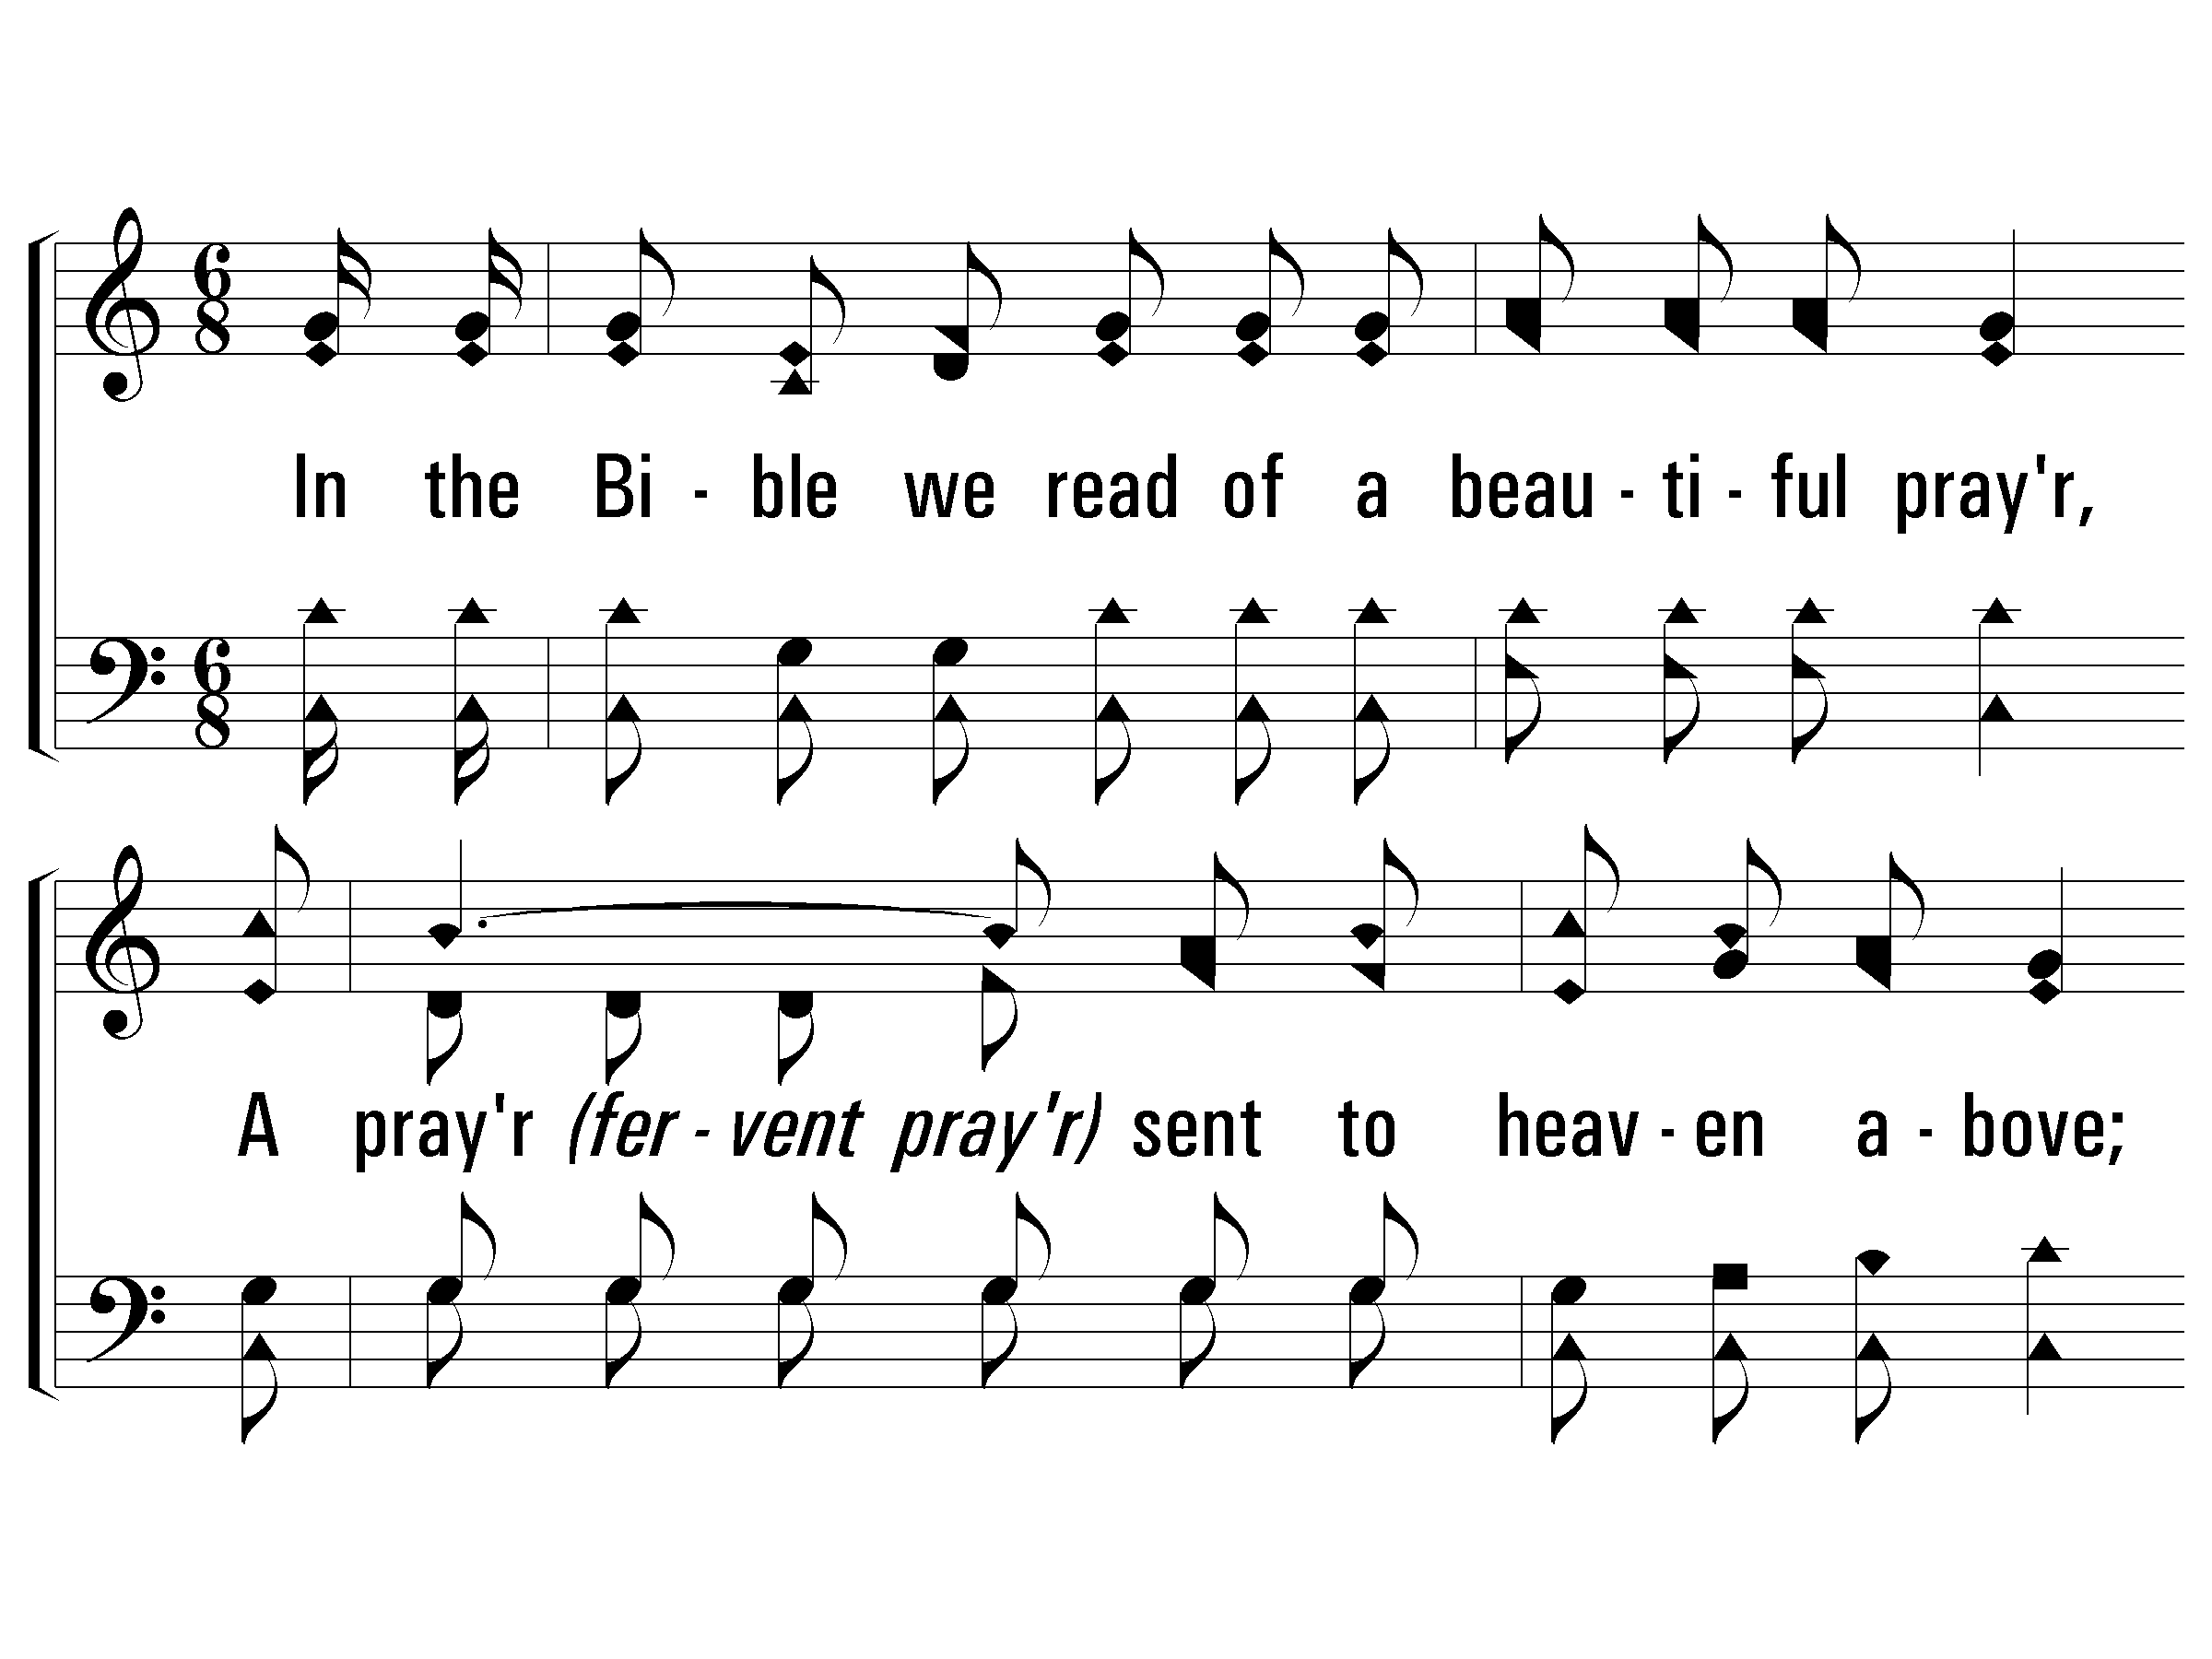 In the Bi - ble we read of a beau - ti - ful pray'r,
A pray'r (fer - vent pray'r) sent to heav - en a - bove;